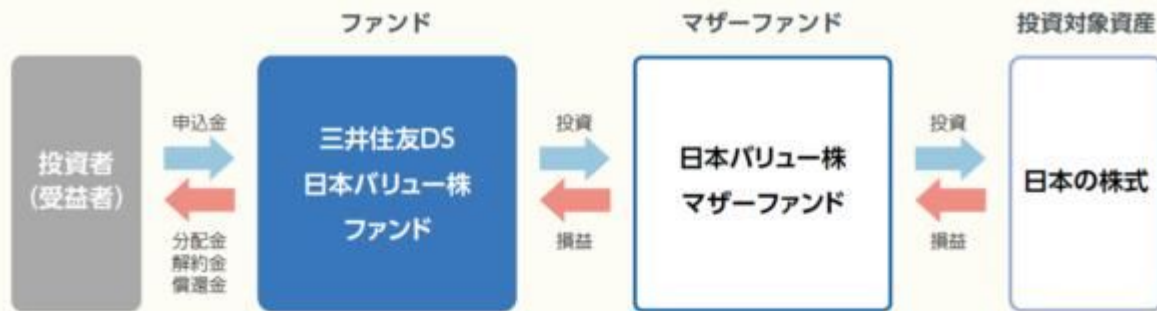 ファンド
マザーファンド
投資対象資産
投資者
(受益者)
申込金
分配金
解約金
償還金
三井住友DS
日本バリュー株
ファンド
投資
損益
日本バリュー株
マザーファンド
投資
損益
日本の株式